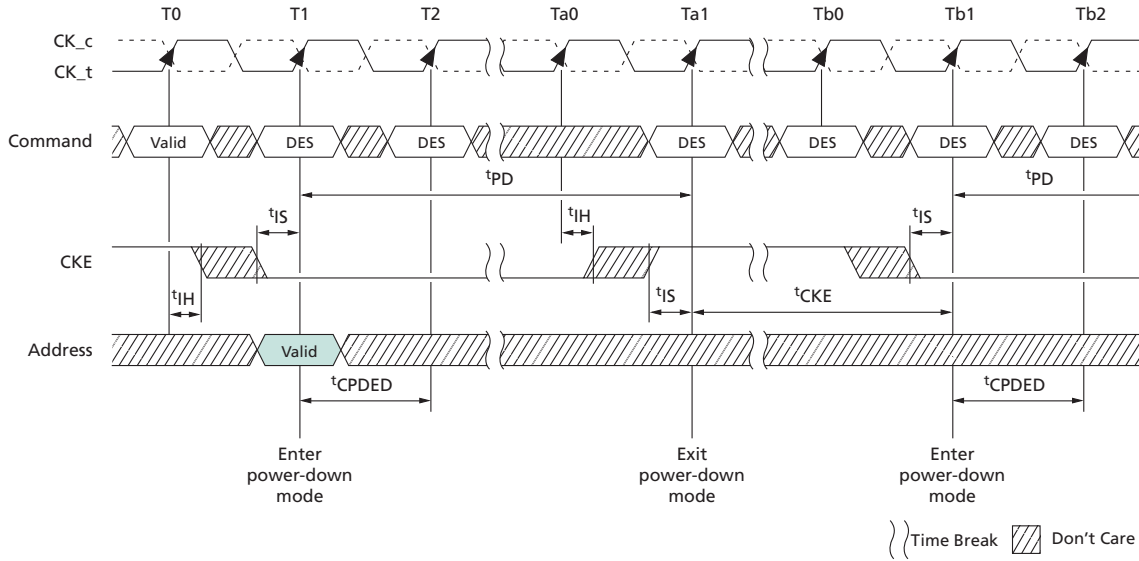 T0 T1 T2 Ta0 Ta1 Tb0 Tb1 Tb2
CK_c
CK_t
Command Valid DES DES DES DES DES DES
tPD tPD
tIS tIH tIS
CKE
tIH tIS tCKE
Address Valid
tCPDED tCPDED
Enter
power-down
mode
Exit
power-down
mode
Enter
power-down
mode
Time Break Don't Care